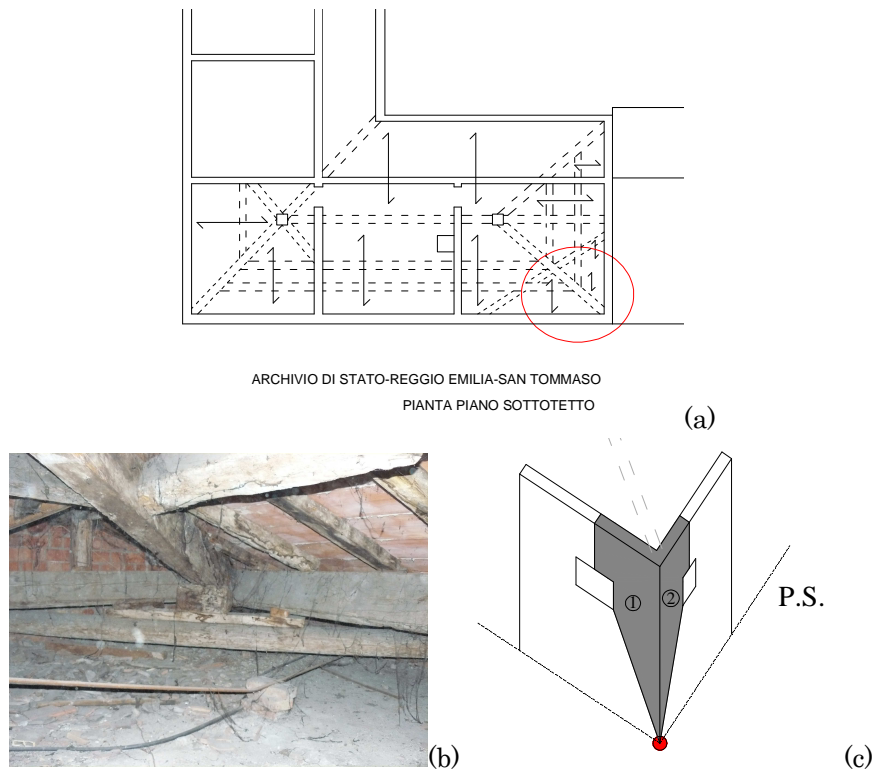 ARCHIVIO DI STATO-REGGIO EMILIA-SAN TOMMASO
PIANTA PIANO SOTTOTETTO
(a)
(b)
① ②
P.S.
(c)